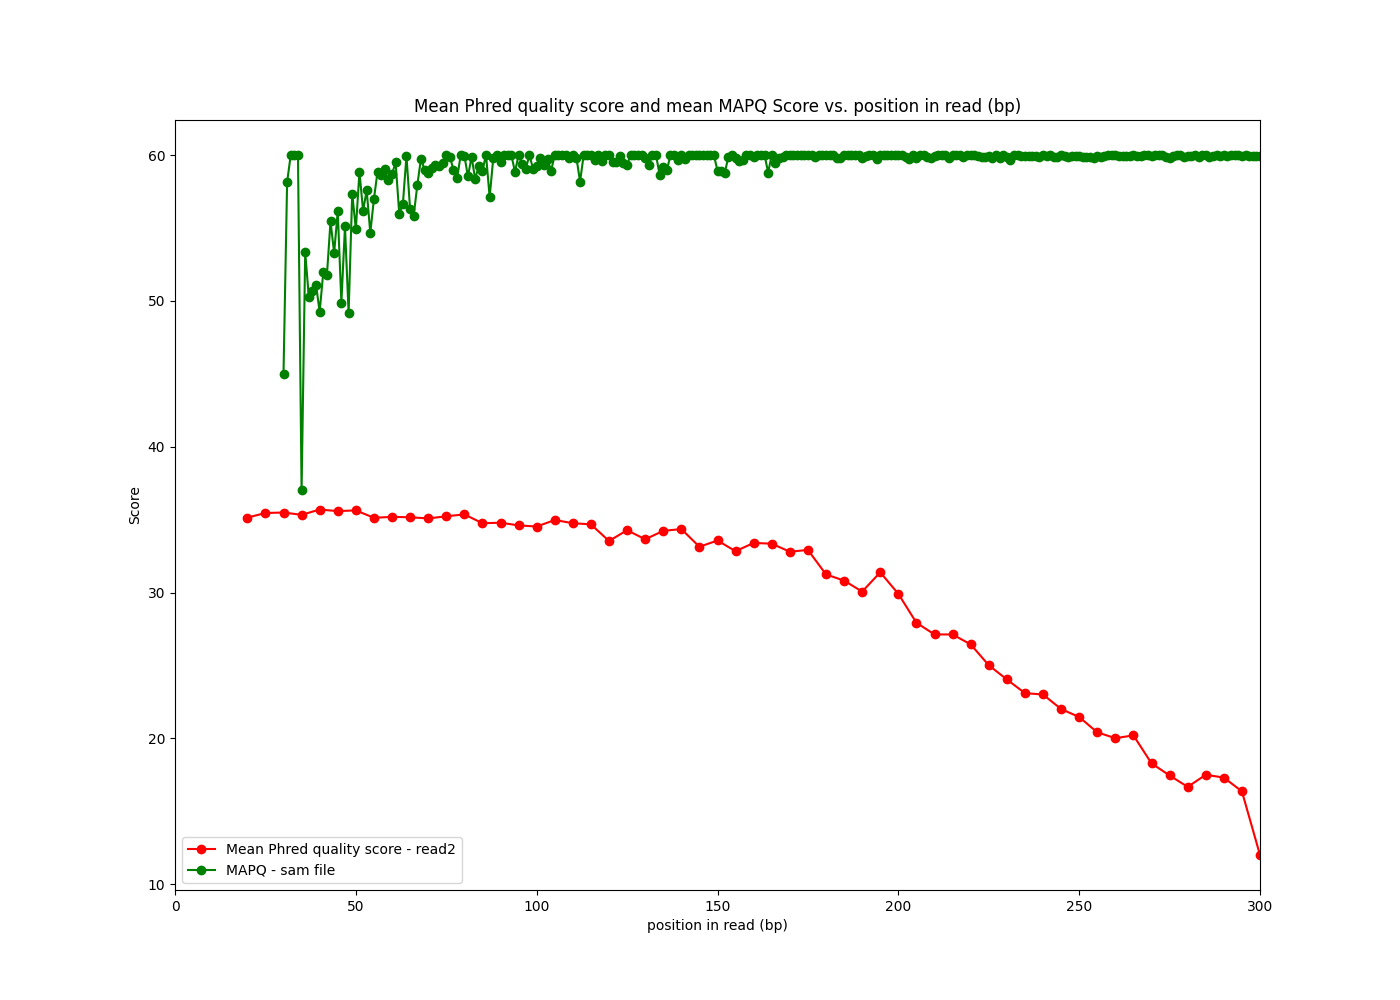 Mean Phred quality score and mean MAPQ Score vs. position in read (bp)
60
50
40
30
20
10
Score
Mean Phred quality score - read2
MAPQ - sam file
0 50 100 150 200 250 300
position in read (bp)